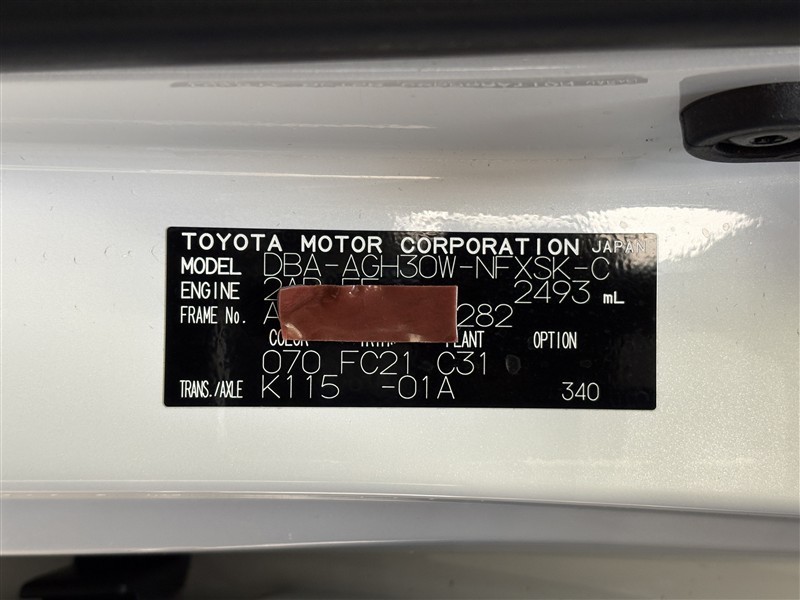 TOYOTA MOTOR CORPORATION JAPAN
MODEL DBA-AGH30W-NFXSK-C
ENGINE 2493 mL
FRAME No. 282
COLOR TRIM PLANT OPTION
070 FC21 C31
TRANS./AXLE K115 -01A 340